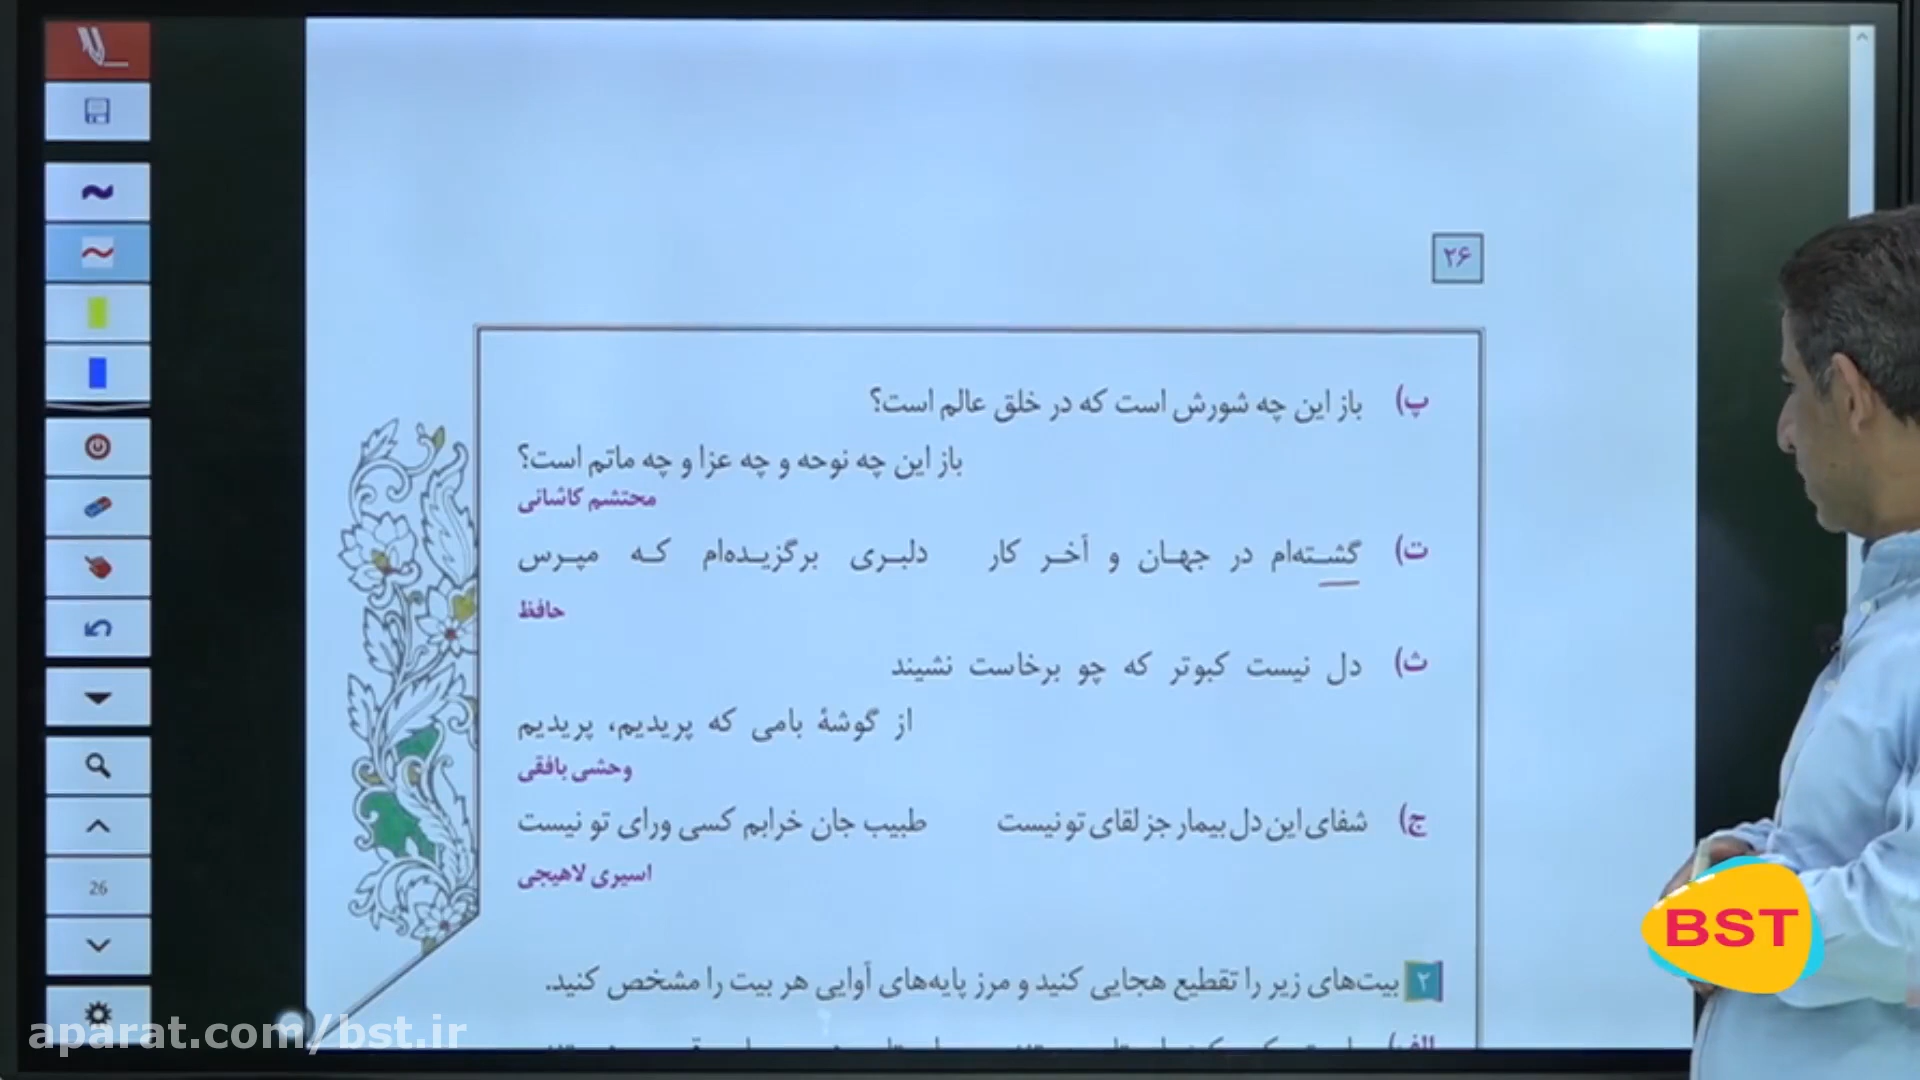 ۲۶
پ) باز این چه شورش است که در خلق عالم است؟
باز این چه نوحه و چه عزا و چه ماتم است؟
محتشم کاشانی
ت) گشته‌ام در جهان و آخر کار دلبری برگزیده‌ام که مپرس
حافظ
ث) دل نیست کبوتر که چو برخاست نشیند
از گوشهٔ بامی که پریدیم، پریدیم
وحشی بافقی
ج) شفای این دل بیمار جز لقای تو نیست طبیب جان خرابم کسی ورای تو نیست
اسیری لاهیجی
۲ بیت‌های زیر را تقطیع هجایی کنید و مرز پایه‌های آوایی هر بیت را مشخص کنید.
الف)
26
BST
aparat.com/bst.ir